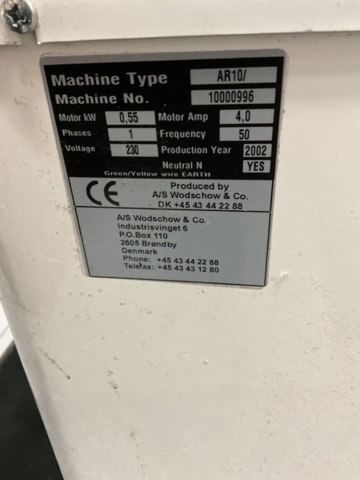 Machine Type AR10/
Machine No. 10000996
Motor kW 0,55 Motor Amp 4,0
Phases 1 Frequency 50
Voltage 230 Production Year 2002
Neutral N YES
Green/Yellow wire EARTH
CE
Produced by
A/S Wodschow & Co.
DK +45 43 44 22 88
A/S Wodschow & Co.
Industrisvinget 6
P.O.Box 110
2605 Brøndby
Denmark
Phone: +45 43 44 22 88
Telefax: +45 43 43 12 80